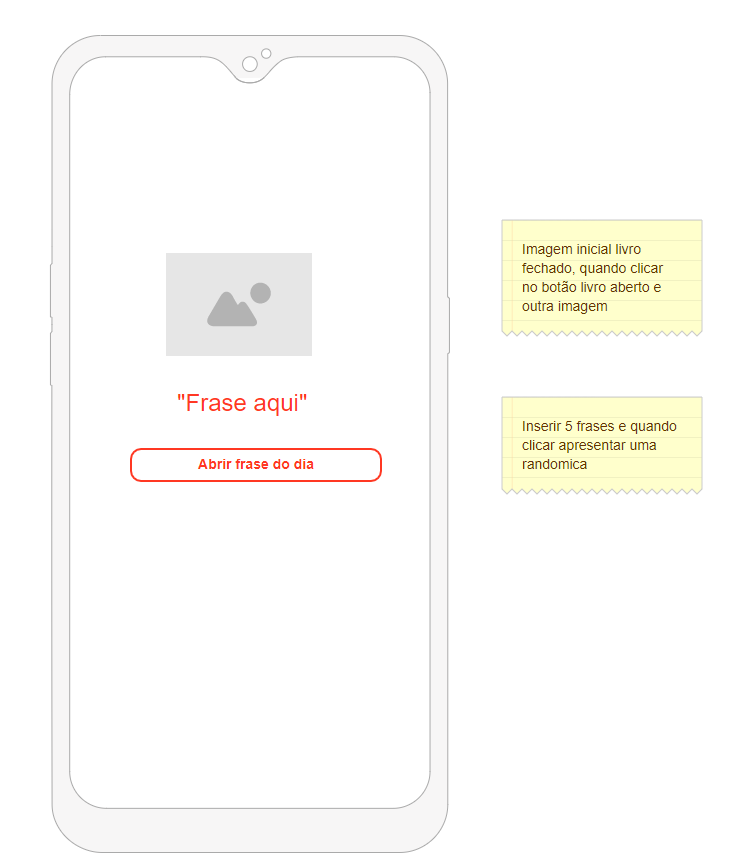 Imagem inicial livro
fechado, quando clicar
no botão livro aberto e
outra imagem
"Frase aqui"
Abrir frase do dia
Inserir 5 frases e quando
clicar apresentar uma
randomica